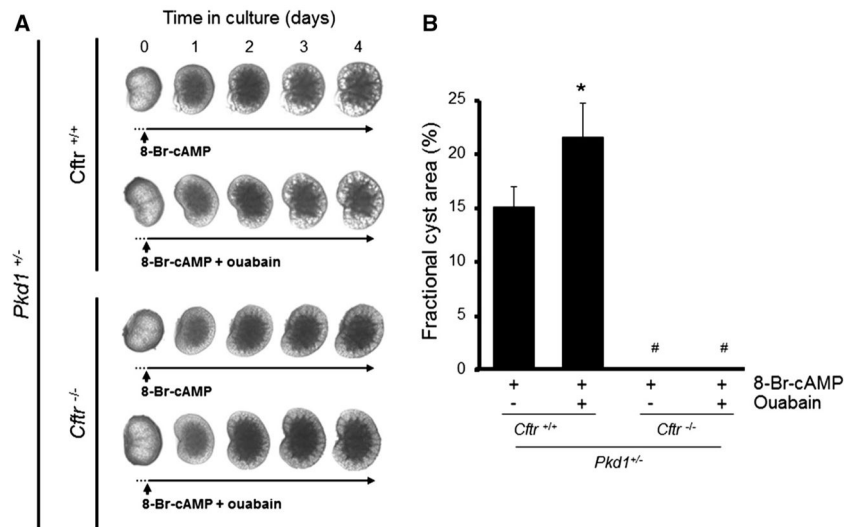 A
Time in culture (days)
0 1 2 3 4
Pkd1 +/-
Cftr +/+
8-Br-cAMP
8-Br-cAMP + ouabain
Cftr -/-
8-Br-cAMP
8-Br-cAMP + ouabain
B
Fractional cyst area (%)
25
20
15
10
5
0
*
# #
+ + + + 8-Br-cAMP
- + - + Ouabain
Cftr +/+ Cftr -/-
Pkd1+/-